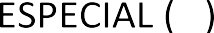 ESPECIAL (  )